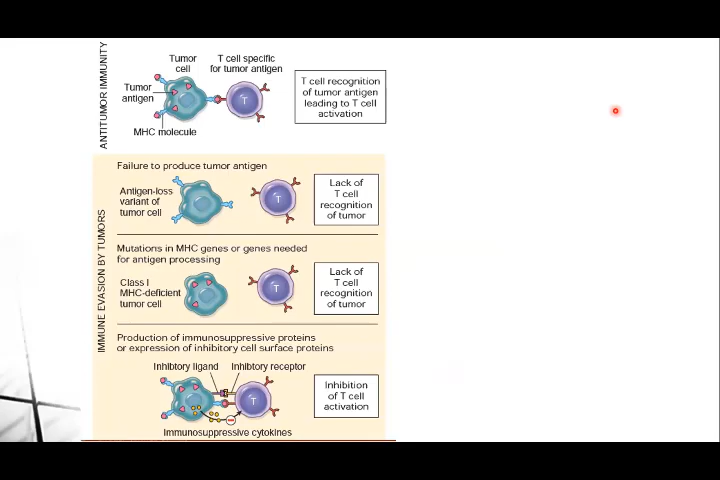 ANTITUMOR IMMUNITY
Tumor
cell
T cell specific
for tumor antigen
Tumor
antigen
T
MHC molecule
T cell recognition
of tumor antigen
leading to T cell
activation
IMMUNE EVASION BY TUMORS
Failure to produce tumor antigen
Antigen-loss
variant of
tumor cell
T
Lack of
T cell
recognition
of tumor
Mutations in MHC genes or genes needed
for antigen processing
Class I
MHC-deficient
tumor cell
T
Lack of
T cell
recognition
of tumor
Production of immunosuppressive proteins
or expression of inhibitory cell surface proteins
Inhibitory ligand
Inhibitory receptor
T
Inhibition
of T cell
activation
Immunosuppressive cytokines